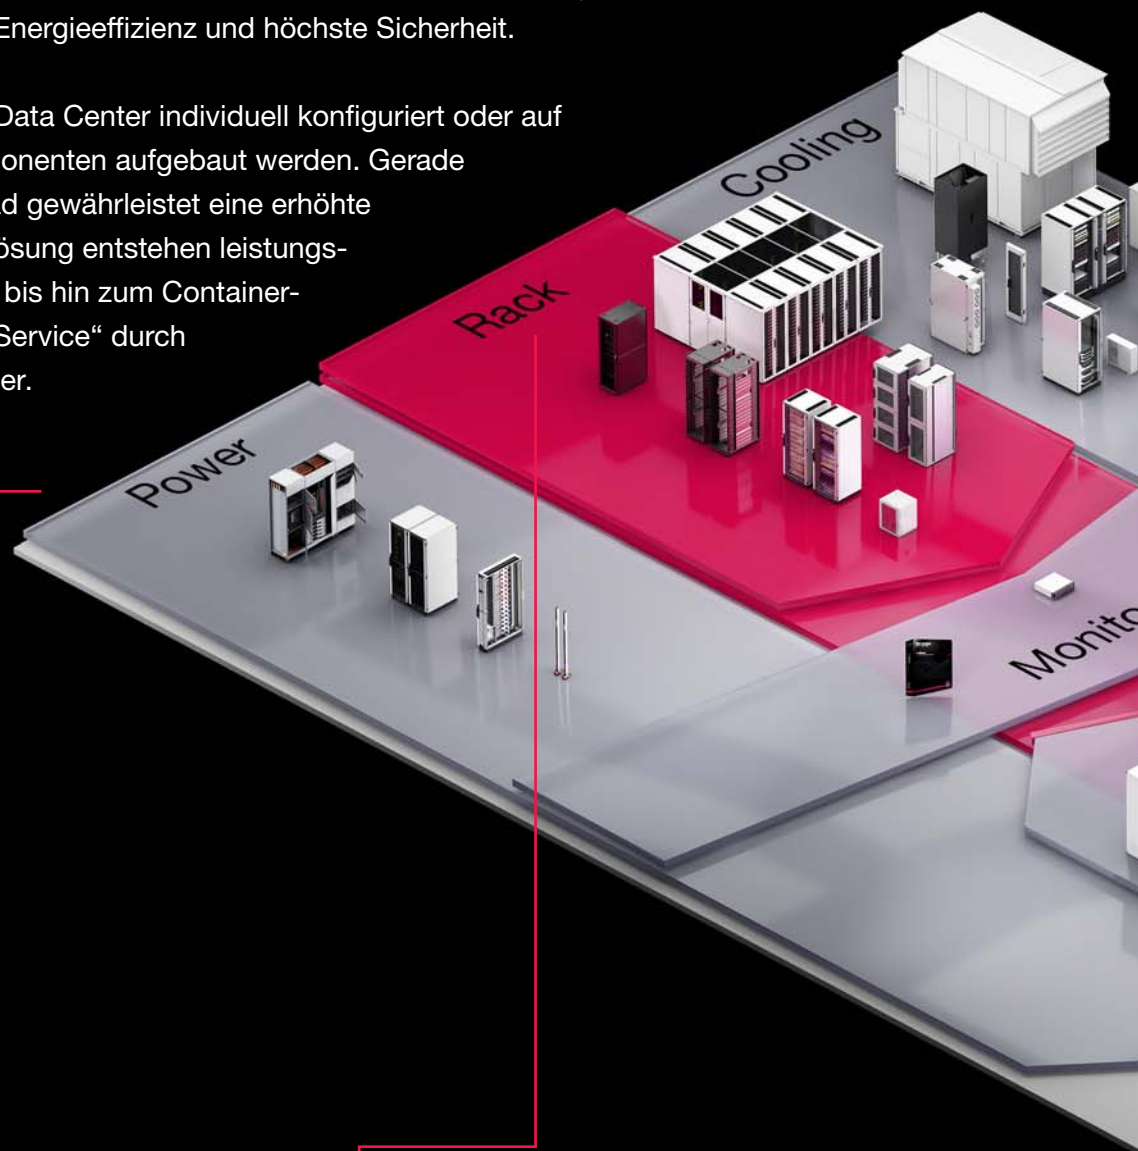 Energieeffizienz und höchste Sicherheit.
Data Center individuell konfiguriert oder auf
onenten aufgebaut werden. Gerade
d gewährleistet eine erhöhte
ösung entstehen leistungs-
bis hin zum Container-
Service“ durch
er.
Cooling
Rack
Power
Monito